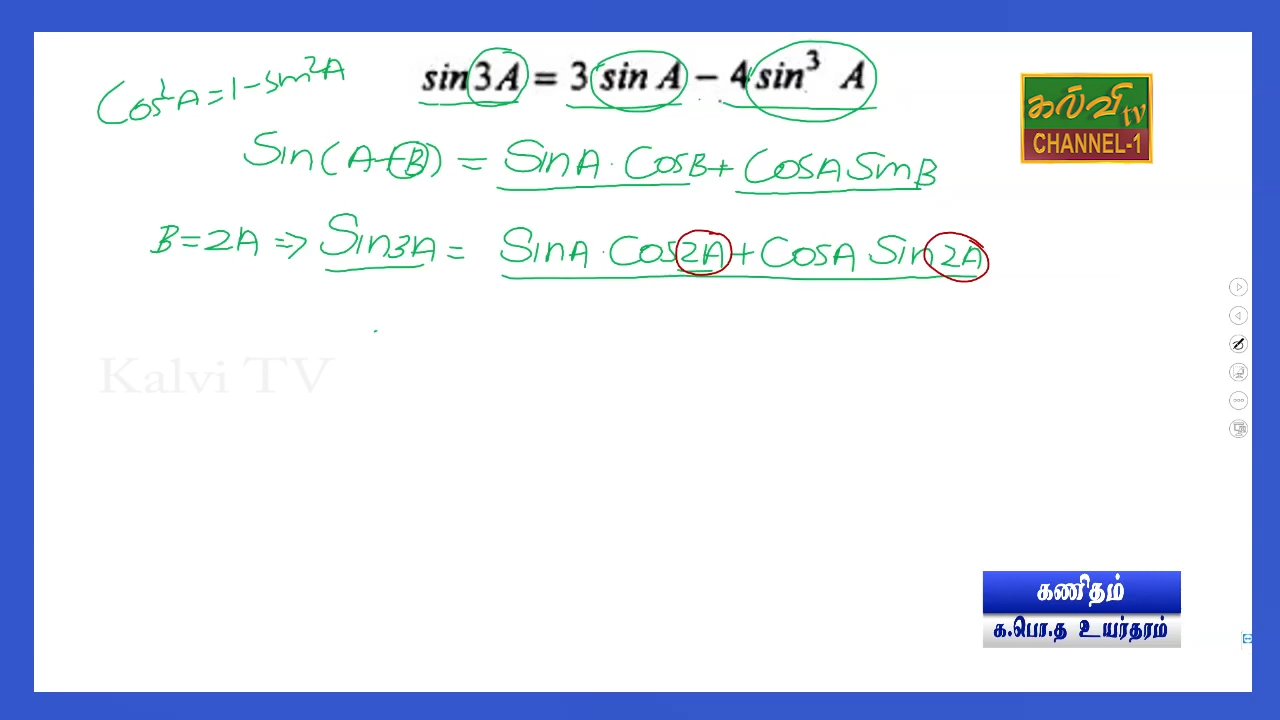 sin 3A = 3 sin A − 4 sin³ A
Cos²A = 1 − Sin²A
Sin(A+B) = SinA · CosB + CosA SinB
B = 2A ⇒ Sin3A = SinA · Cos2A + CosA Sin2A
கல்வி tv
CHANNEL-1
Kalvi TV
கணிதம்
க.பொ.த உயர்தரம்